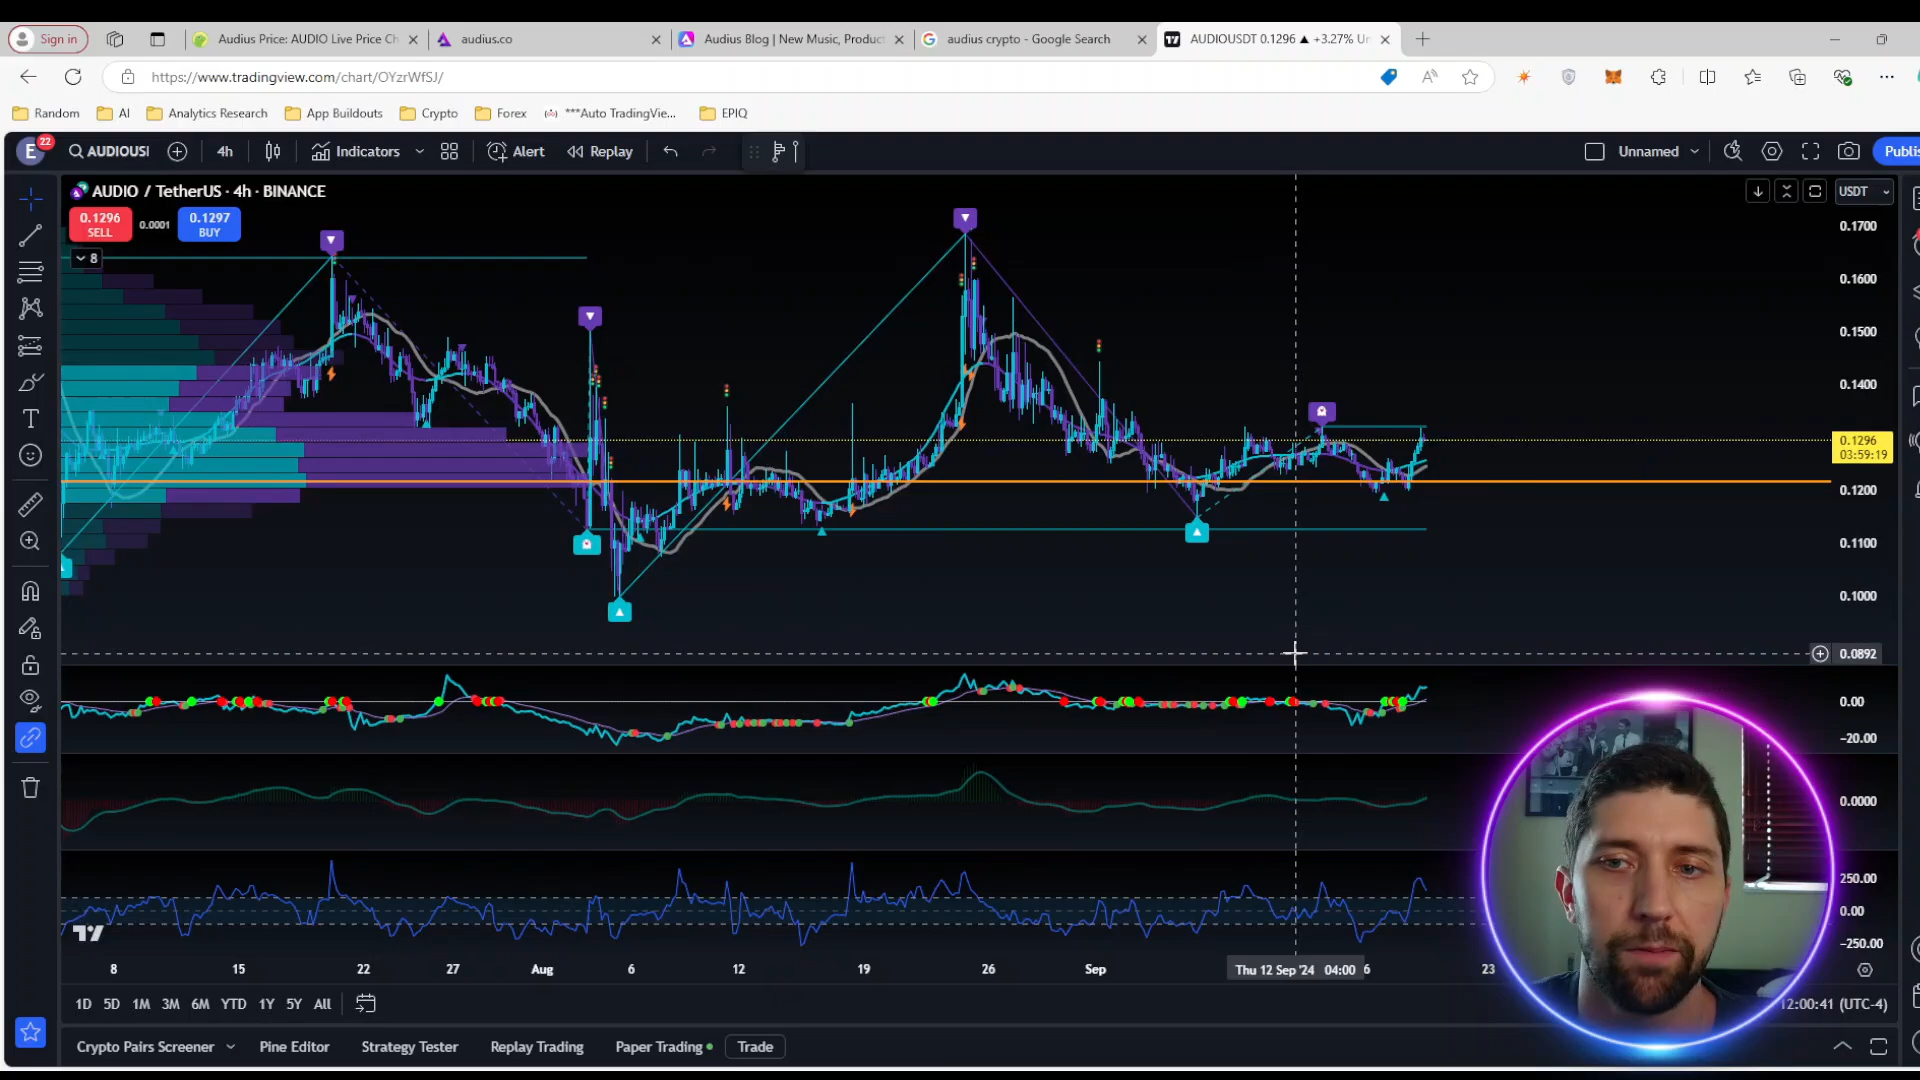 Sign in
Audius Price: AUDIO Live Price Ch
audius.co
Audius Blog | New Music, Product
audius crypto - Google Search
AUDIOUSDT 0.1296 ▲ +3.27% Un
https://www.tradingview.com/chart/OYzrWfSJ/
Random
AI
Analytics Research
App Buildouts
Crypto
Forex
***Auto TradingVie...
EPIQ
E
22
AUDIOUS
4h
Indicators
Alert
Replay
Unnamed
Publis
AUDIO / TetherUS · 4h · BINANCE
USDT
0.1296
SELL
0.0001
0.1297
BUY
8
0.1700
0.1600
0.1500
0.1400
0.1296
03:59:19
0.1200
0.1100
0.1000
0.0892
0.00
−20.00
0.0000
250.00
0.00
−250.00
8
15
22
27
Aug
6
12
19
26
Sep
Thu 12 Sep '24 04:00
6
23
1D
5D
1M
3M
6M
YTD
1Y
5Y
All
12:00:41 (UTC-4)
Crypto Pairs Screener
Pine Editor
Strategy Tester
Replay Trading
Paper Trading
Trade